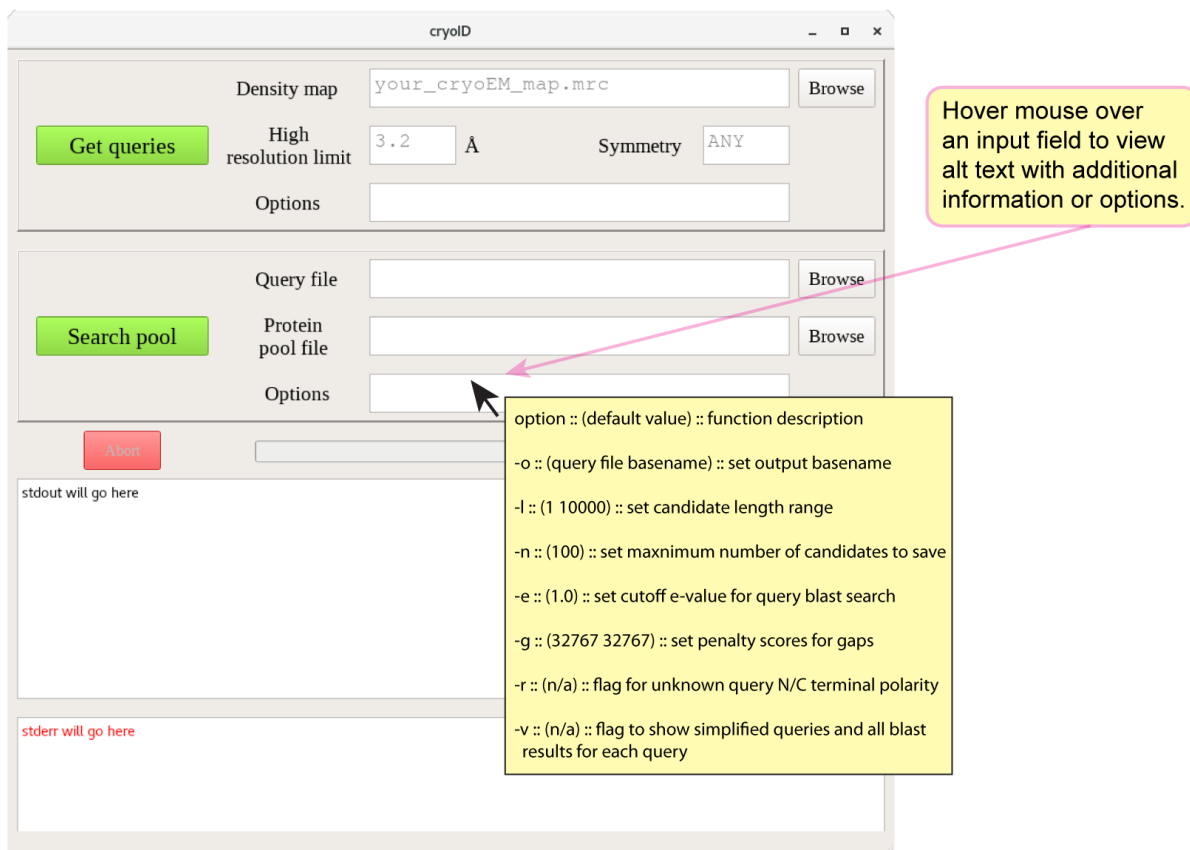 cryoID
Density map
your_cryoEM_map.mrc
Browse
Get queries
High
resolution limit
3.2
Å
Symmetry
ANY
Options
Hover mouse over
an input field to view
alt text with additional
information or options.
Query file
Browse
Search pool
Protein
pool file
Browse
Options
option :: (default value) :: function description
-o :: (query file basename) :: set output basename
-l :: (1 10000) :: set candidate length range
-n :: (100) :: set maxnimum number of candidates to save
-e :: (1.0) :: set cutoff e-value for query blast search
-g :: (32767 32767) :: set penalty scores for gaps
-r :: (n/a) :: flag for unknown query N/C terminal polarity
-v :: (n/a) :: flag to show simplified queries and all blast
results for each query
Abort
stdout will go here
stderr will go here